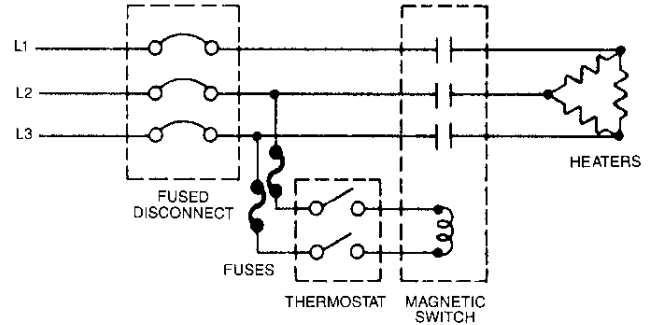 L1
L2
L3
HEATERS
FUSED
DISCONNECT
FUSES
THERMOSTAT
MAGNETIC
SWITCH